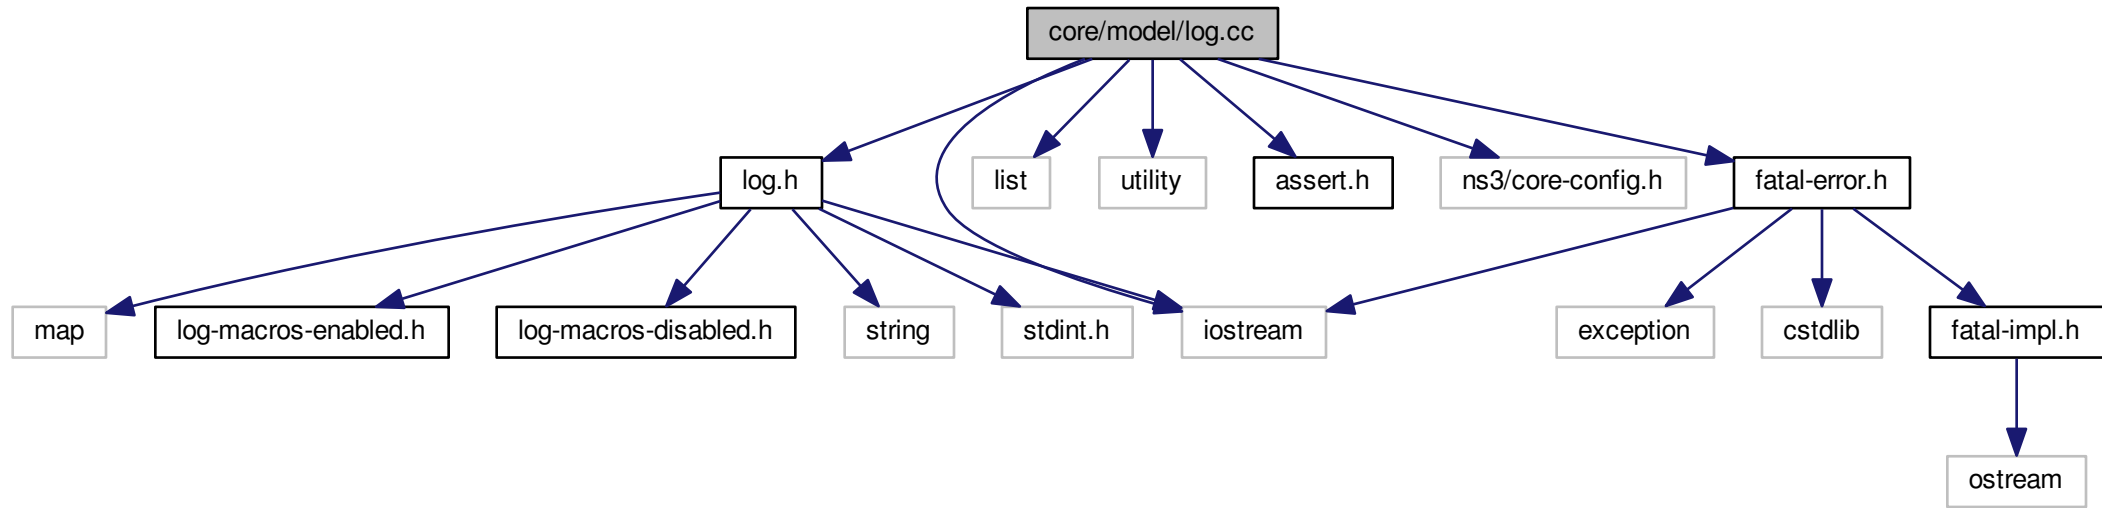 core/model/log.cc
log.h
list
utility
assert.h
ns3/core-config.h
fatal-error.h
map
log-macros-enabled.h
log-macros-disabled.h
string
stdint.h
iostream
exception
cstdlib
fatal-impl.h
ostream